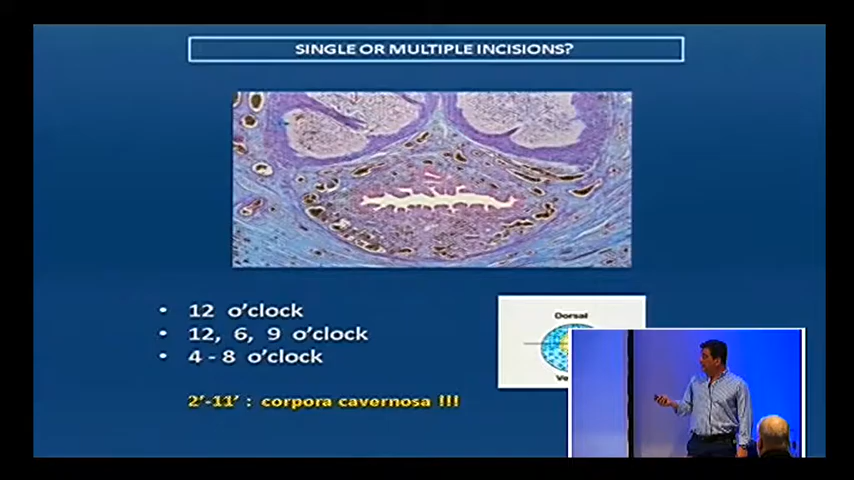 SINGLE OR MULTIPLE INCISIONS?
• 12 o'clock
• 12, 6, 9 o'clock
• 4 - 8 o'clock
2'-11' : corpora cavernosa !!!
Dorsal